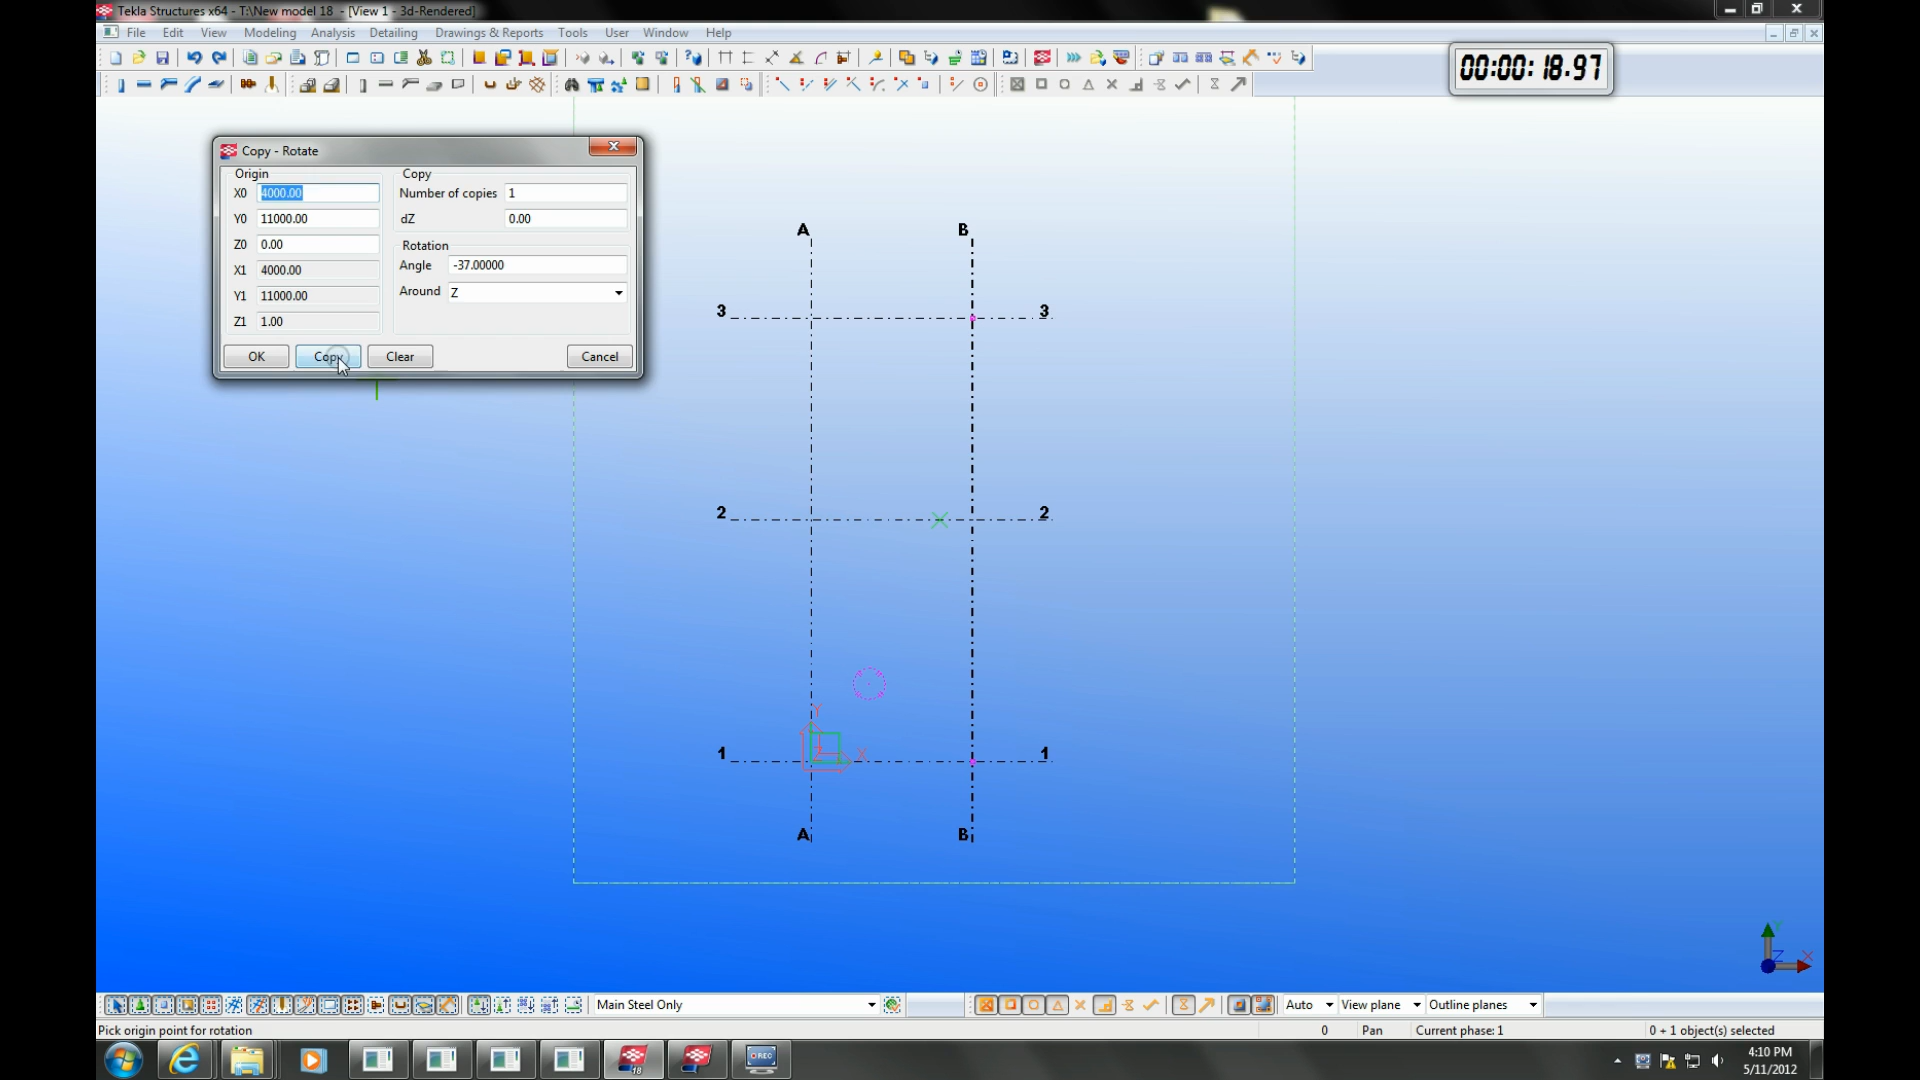 Tekla Structures x64 - T:\New model 18 - [View 1 - 3d-Rendered]
File Edit View Modeling Analysis Detailing Drawings & Reports Tools User Window Help
00:00:18.97
Copy - Rotate
Origin Copy
X0 4000.00 Number of copies 1
Y0 11000.00 dZ 0.00
Z0 0.00 Rotation
X1 4000.00 Angle -37.00000
Y1 11000.00 Around Z
Z1 1.00
OK Copy Clear Cancel
A B
3 3
2 2
Y
1 X 1
A B
Y
Z X
Main Steel Only Auto View plane Outline planes
Pick origin point for rotation 0 Pan Current phase: 1 0 + 1 object(s) selected
18 REC 4:10 PM
5/11/2012